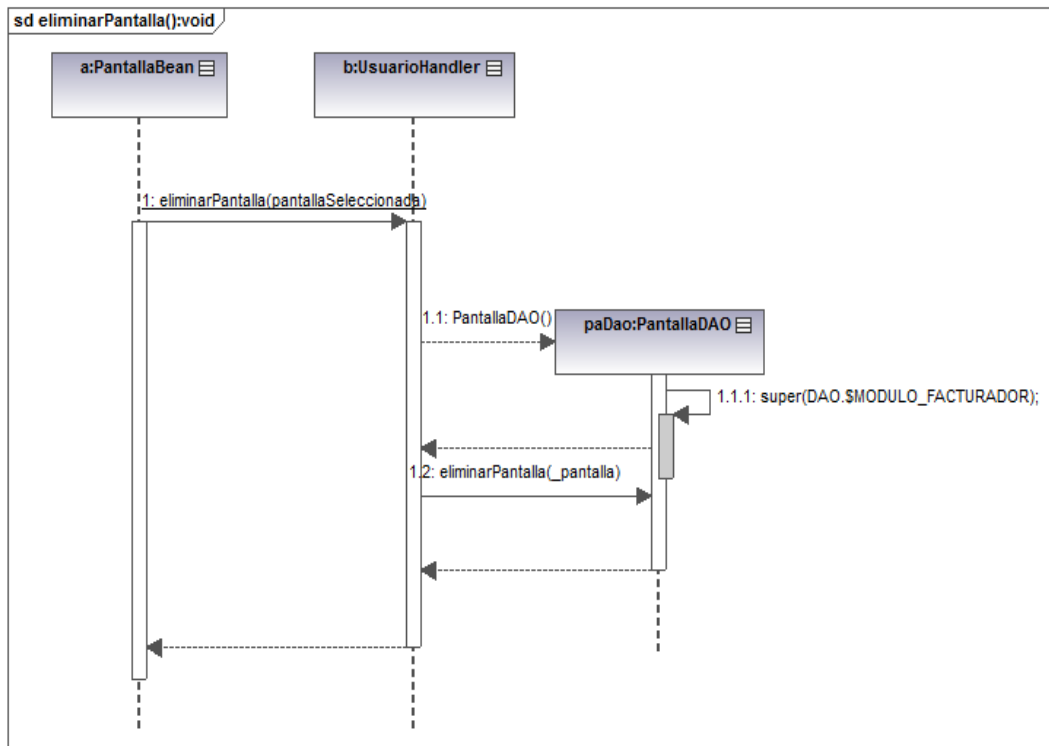 sd eliminarPantalla():void
a:PantallaBean
b:UsuarioHandler
1: eliminarPantalla(pantallaSeleccionada)
1.1: PantallaDAO()
paDao:PantallaDAO
1.1.1: super(DAO.$MODULO_FACTURADOR);
1.2: eliminarPantalla(_pantalla)